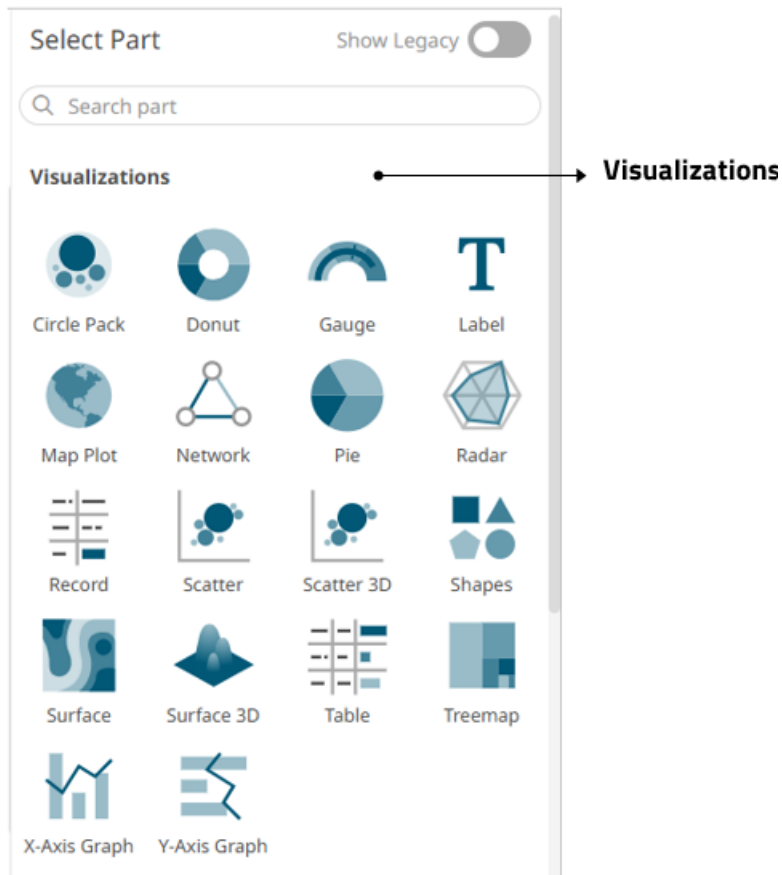 Select Part Show Legacy
Search part
Visualizations
Visualizations
Circle Pack Donut Gauge Label
T
Map Plot Network Pie Radar
Record Scatter Scatter 3D Shapes
Surface Surface 3D Table Treemap
X-Axis Graph Y-Axis Graph